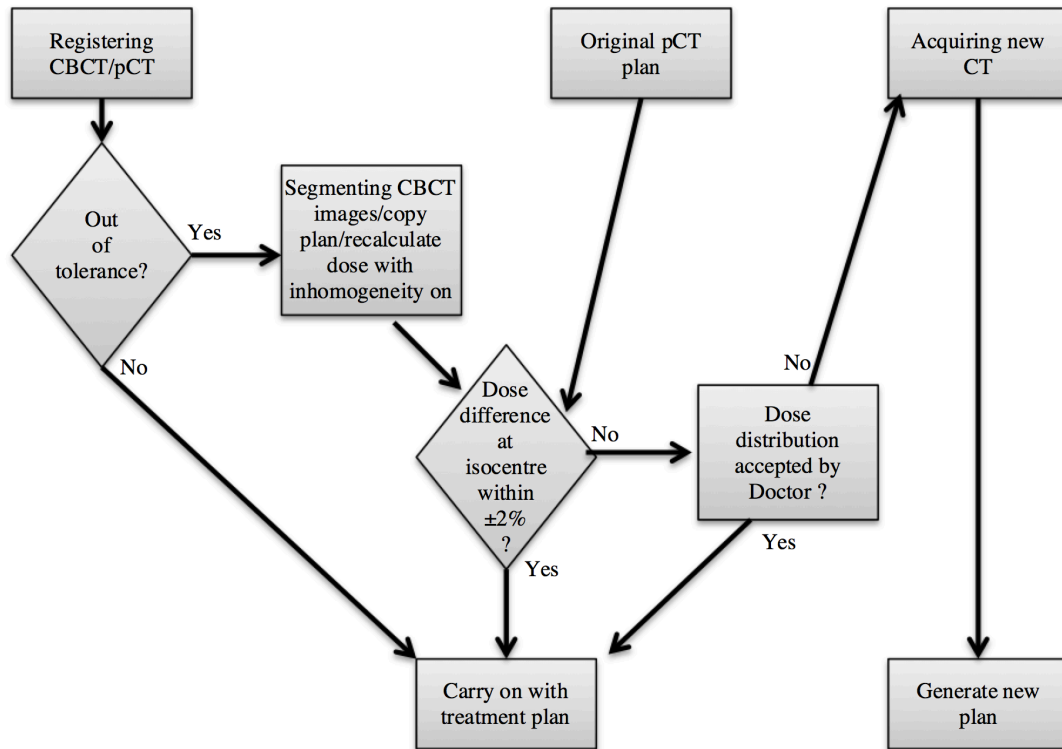 Registering
CBCT/pCT
Original pCT
plan
Acquiring new
CT
Out
of
tolerance?
Yes
Segmenting CBCT
images/copy
plan/recalculate
dose with
inhomogeneity on
No
Dose
difference
at
isocentre
within
±2%
?
No
No
Dose
distribution
accepted by
Doctor ?
Yes
Yes
Carry on with
treatment plan
Generate new
plan